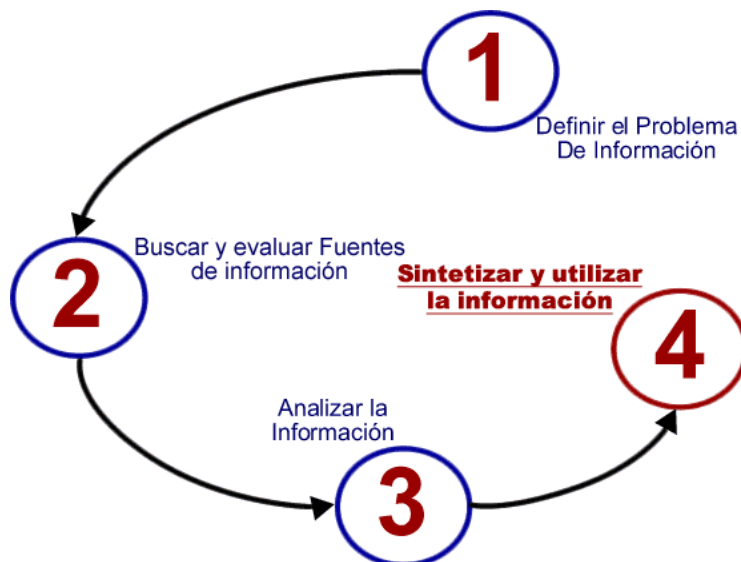 1
Definir el Problema
De Información
2
Buscar y evaluar Fuentes
de información
3
Analizar la
Información
4
Sintetizar y utilizar
la información